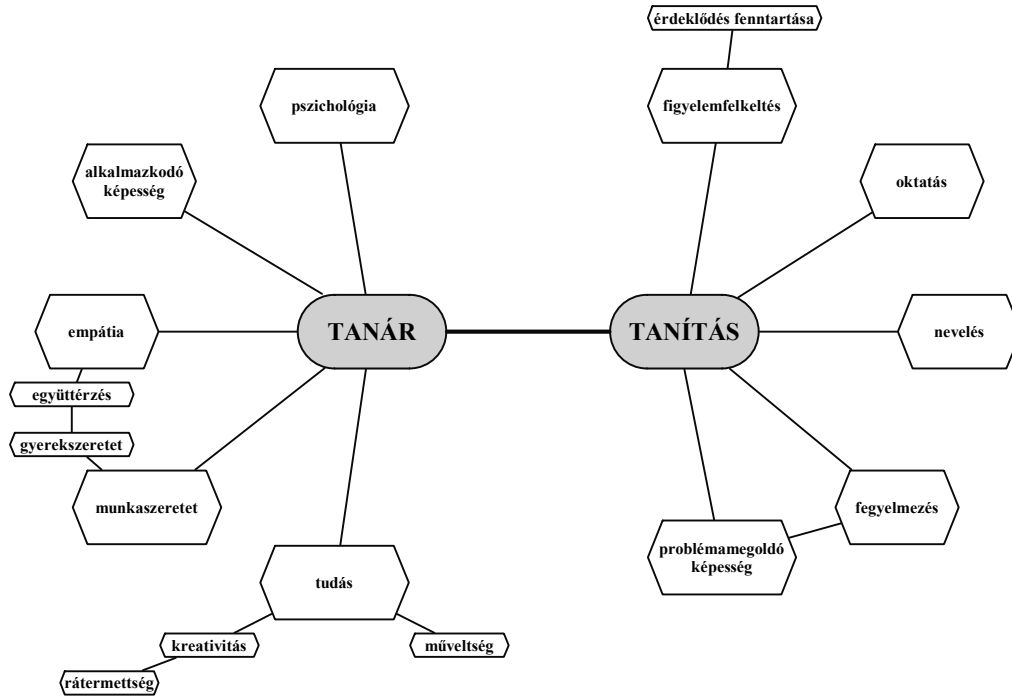 érdeklődés fenntartása
pszichológia
figyelemfelkeltés
alkalmazkodó
képesség
oktatás
empátia
TANÁR
TANÍTÁS
nevelés
együttérzés
gyerekszeretet
munkaszeretet
fegyelmezés
problémamegoldó
képesség
tudás
kreativitás
műveltség
rátermettség